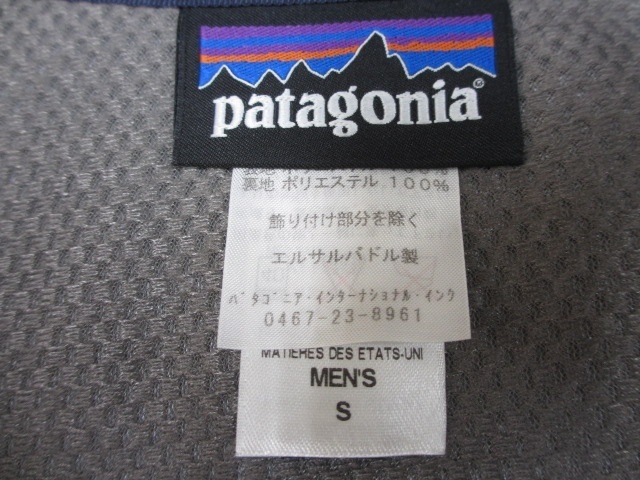 patagonia®
裏地 ポリエステル 100%
飾り付け部分を除く
エルサルバドル製
ﾊﾟﾀｺﾞﾆｱ･ｲﾝﾀｰﾅｼｮﾅﾙ･ｲﾝｸ
0467-23-8961
MATIERES DES ETATS-UNI
MEN'S
S